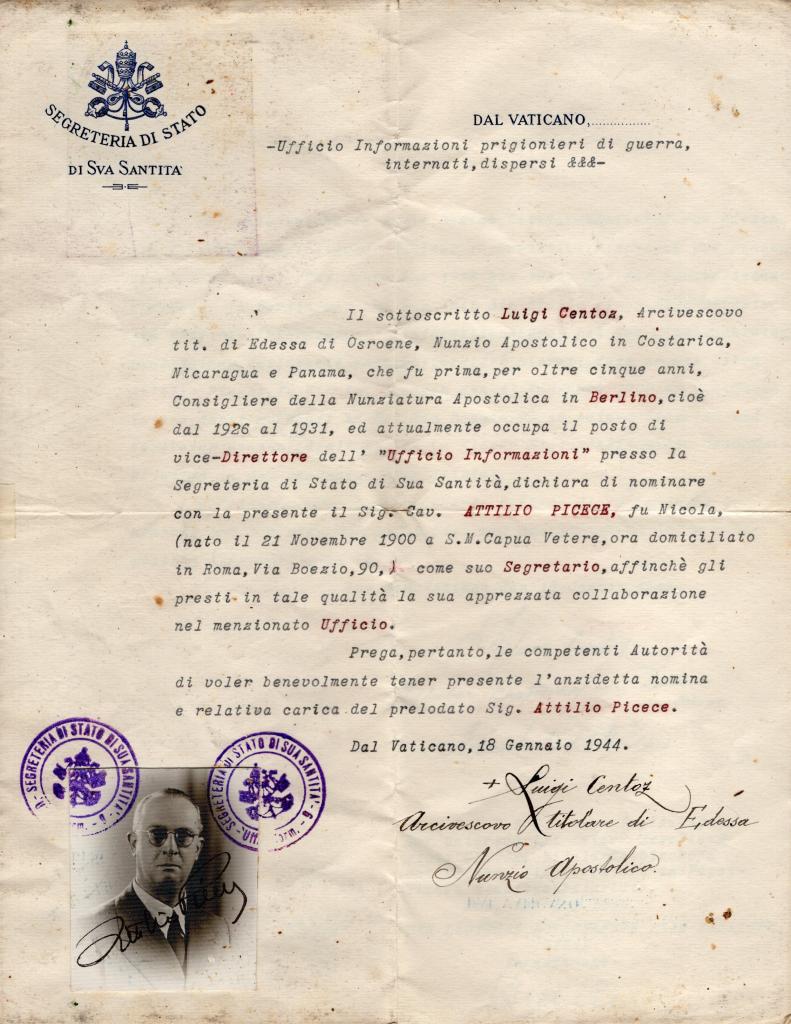 SEGRETERIA DI STATO
DI SVA SANTITA'
DAL VATICANO,................
-Ufficio Informazioni prigionieri di guerra,
internati,dispersi &&&-
Il sottoscritto Luigi Centoz, Arcivescovo
tit. di Edessa di Osroene, Nunzio Apostolico in Costarica,
Nicaragua e Panama, che fu prima,per oltre cinque anni,
Consigliere della Nunziatura Apostolica in Berlino,cioè
dal 1926 al 1931, ed attualmente occupa il posto di
vice-Direttore dell' "Ufficio Informazioni" presso la
Segreteria di Stato di Sua Santità,dichiara di nominare
con la presente il Sig. Cav. ATTILIO PICECE, fu Nicola,
(nato il 21 Novembre 1900 a S.M.Capua Vetere,ora domiciliato
in Roma,Via Boezio,90,) come suo Segretario,affinchè gli
presti in tale qualità la sua apprezzata collaborazione
nel menzionato Ufficio.
Prega,pertanto,le competenti Autorità
di voler benevolmente tener presente l'anzidetta nomina
e relativa carica del prelodato Sig. Attilio Picece.
Dal Vaticano,18 Gennaio 1944.
+ Luigi Centoz
Arcivescovo titolare di Edessa
Nunzio Apostolico.
SEGRETERIA DI STATO DI SUA SANTITA'
SEGRETERIA DI STATO DI SUA SANTITA'